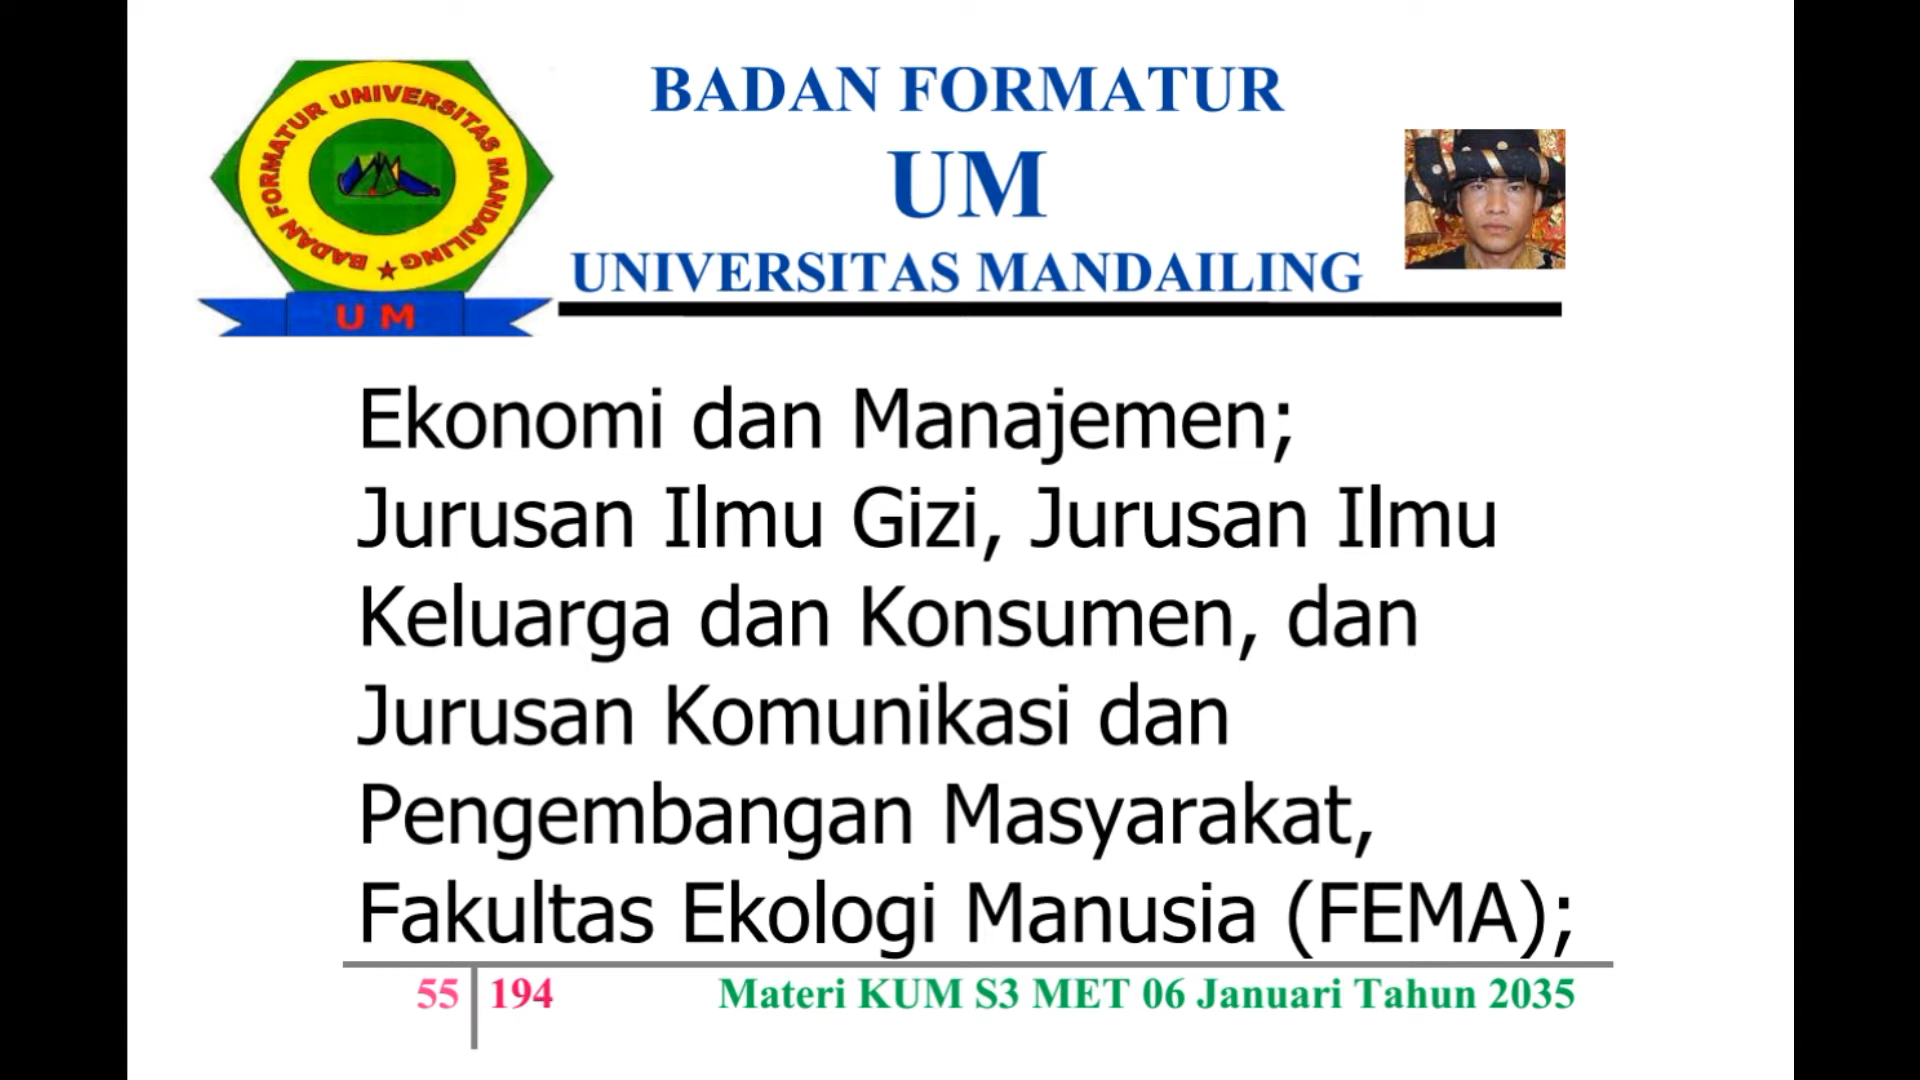 BADAN FORMATUR UNIVERSITAS MANDAILING
U M
BADAN FORMATUR
UM
UNIVERSITAS MANDAILING
Ekonomi dan Manajemen;
Jurusan Ilmu Gizi, Jurusan Ilmu
Keluarga dan Konsumen, dan
Jurusan Komunikasi dan
Pengembangan Masyarakat,
Fakultas Ekologi Manusia (FEMA);
55 194 Materi KUM S3 MET 06 Januari Tahun 2035